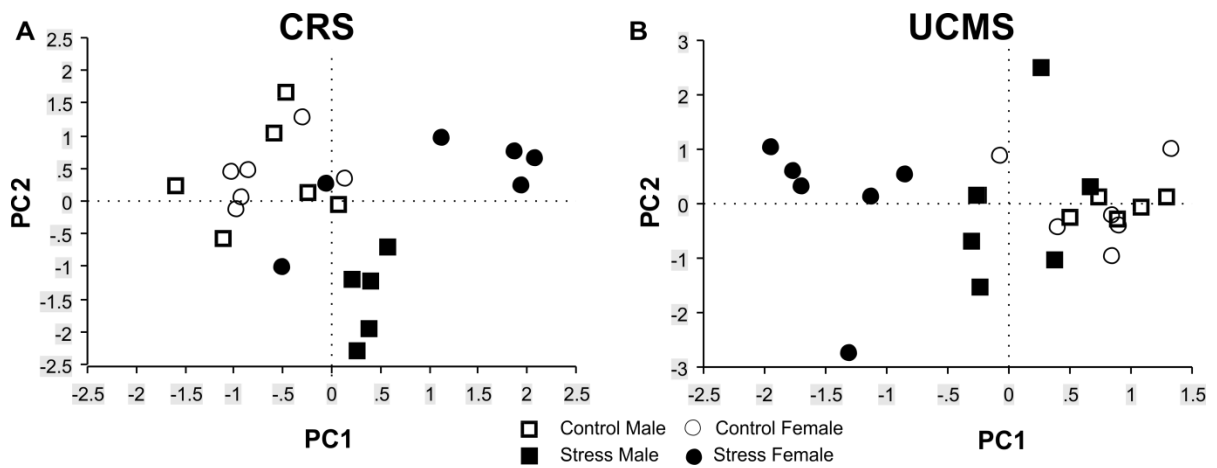 A CRS
2.5
2
1.5
1
.5
0
-.5
-1
-1.5
-2
-2.5
PC2
-2.5 -2 -1.5 -1 -.5 0 .5 1 1.5 2 2.5
PC1
B UCMS
3
2
1
0
-1
-2
-3
PC2
-2.5 -2 -1.5 -1 -.5 0 .5 1 1.5
PC1
Control Male Control Female
Stress Male Stress Female